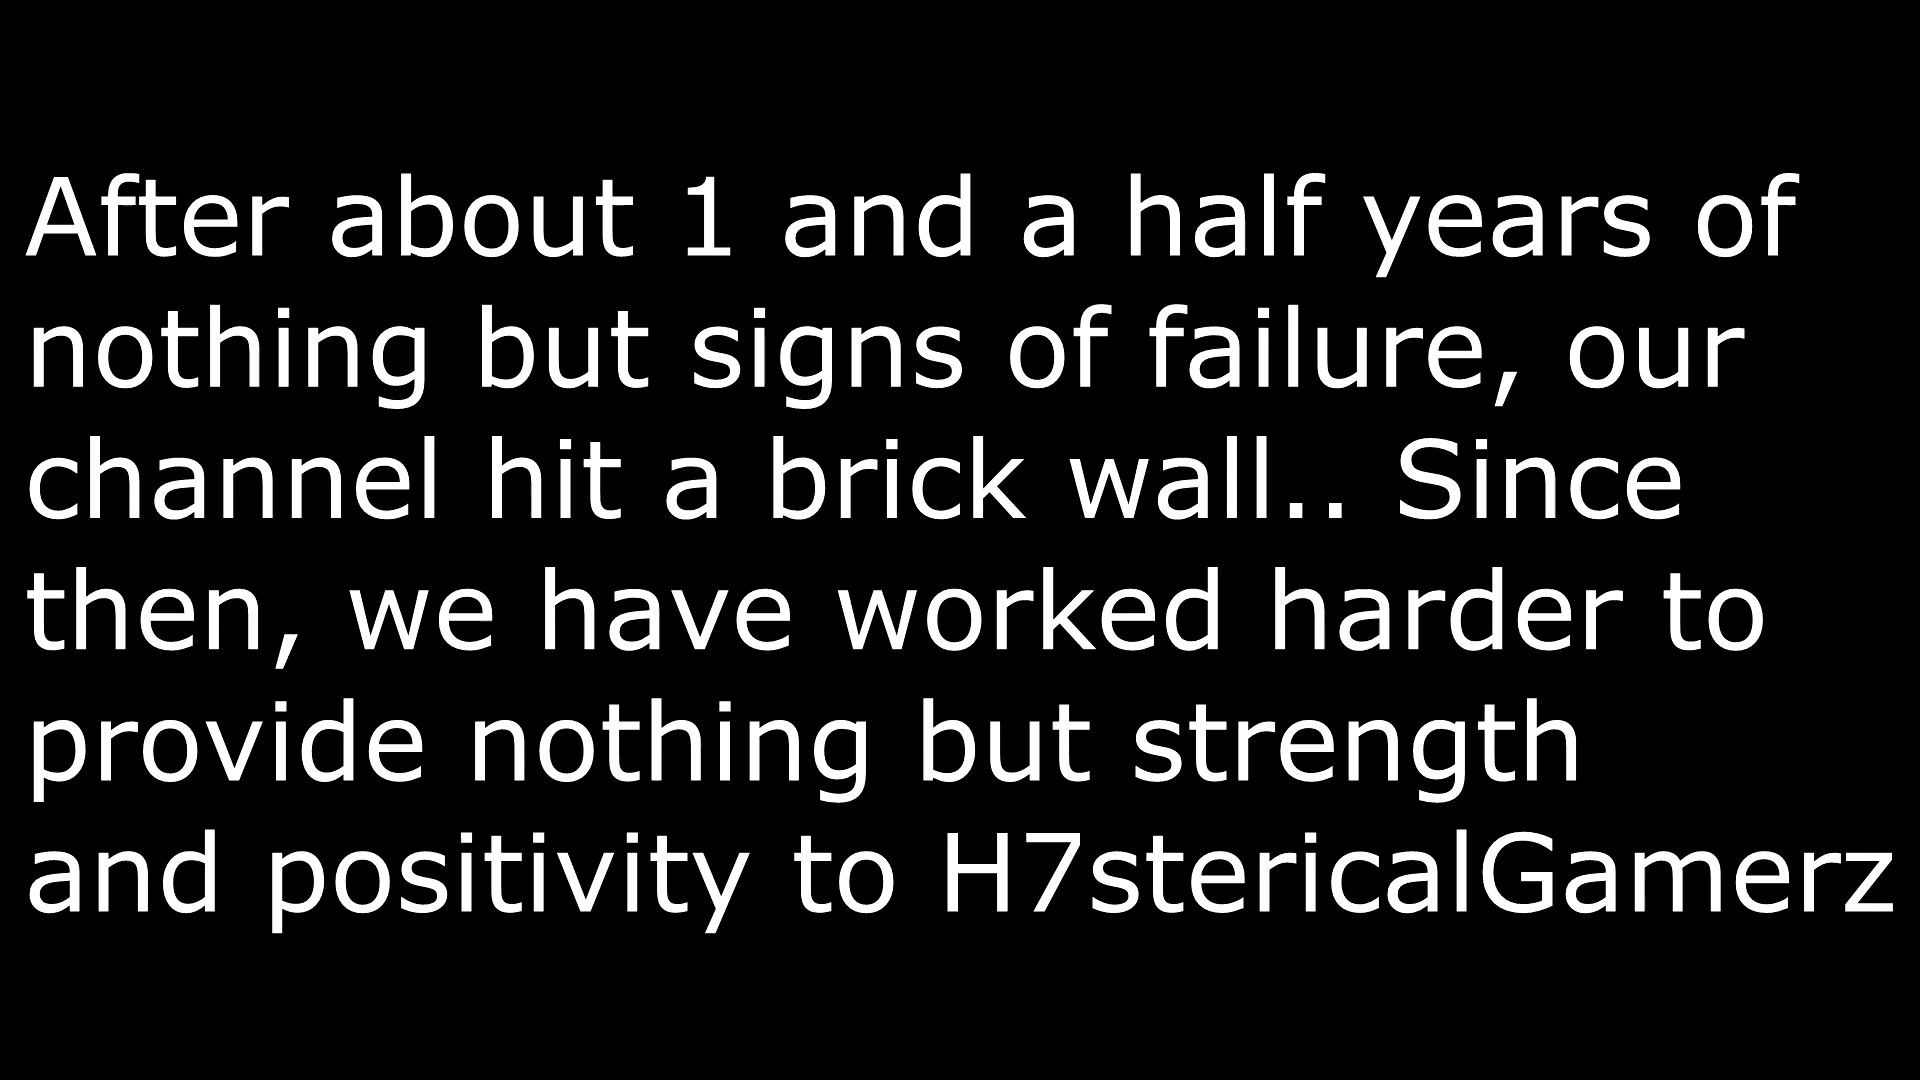 After about 1 and a half years of
nothing but signs of failure, our
channel hit a brick wall.. Since
then, we have worked harder to
provide nothing but strength
and positivity to H7stericalGamerz